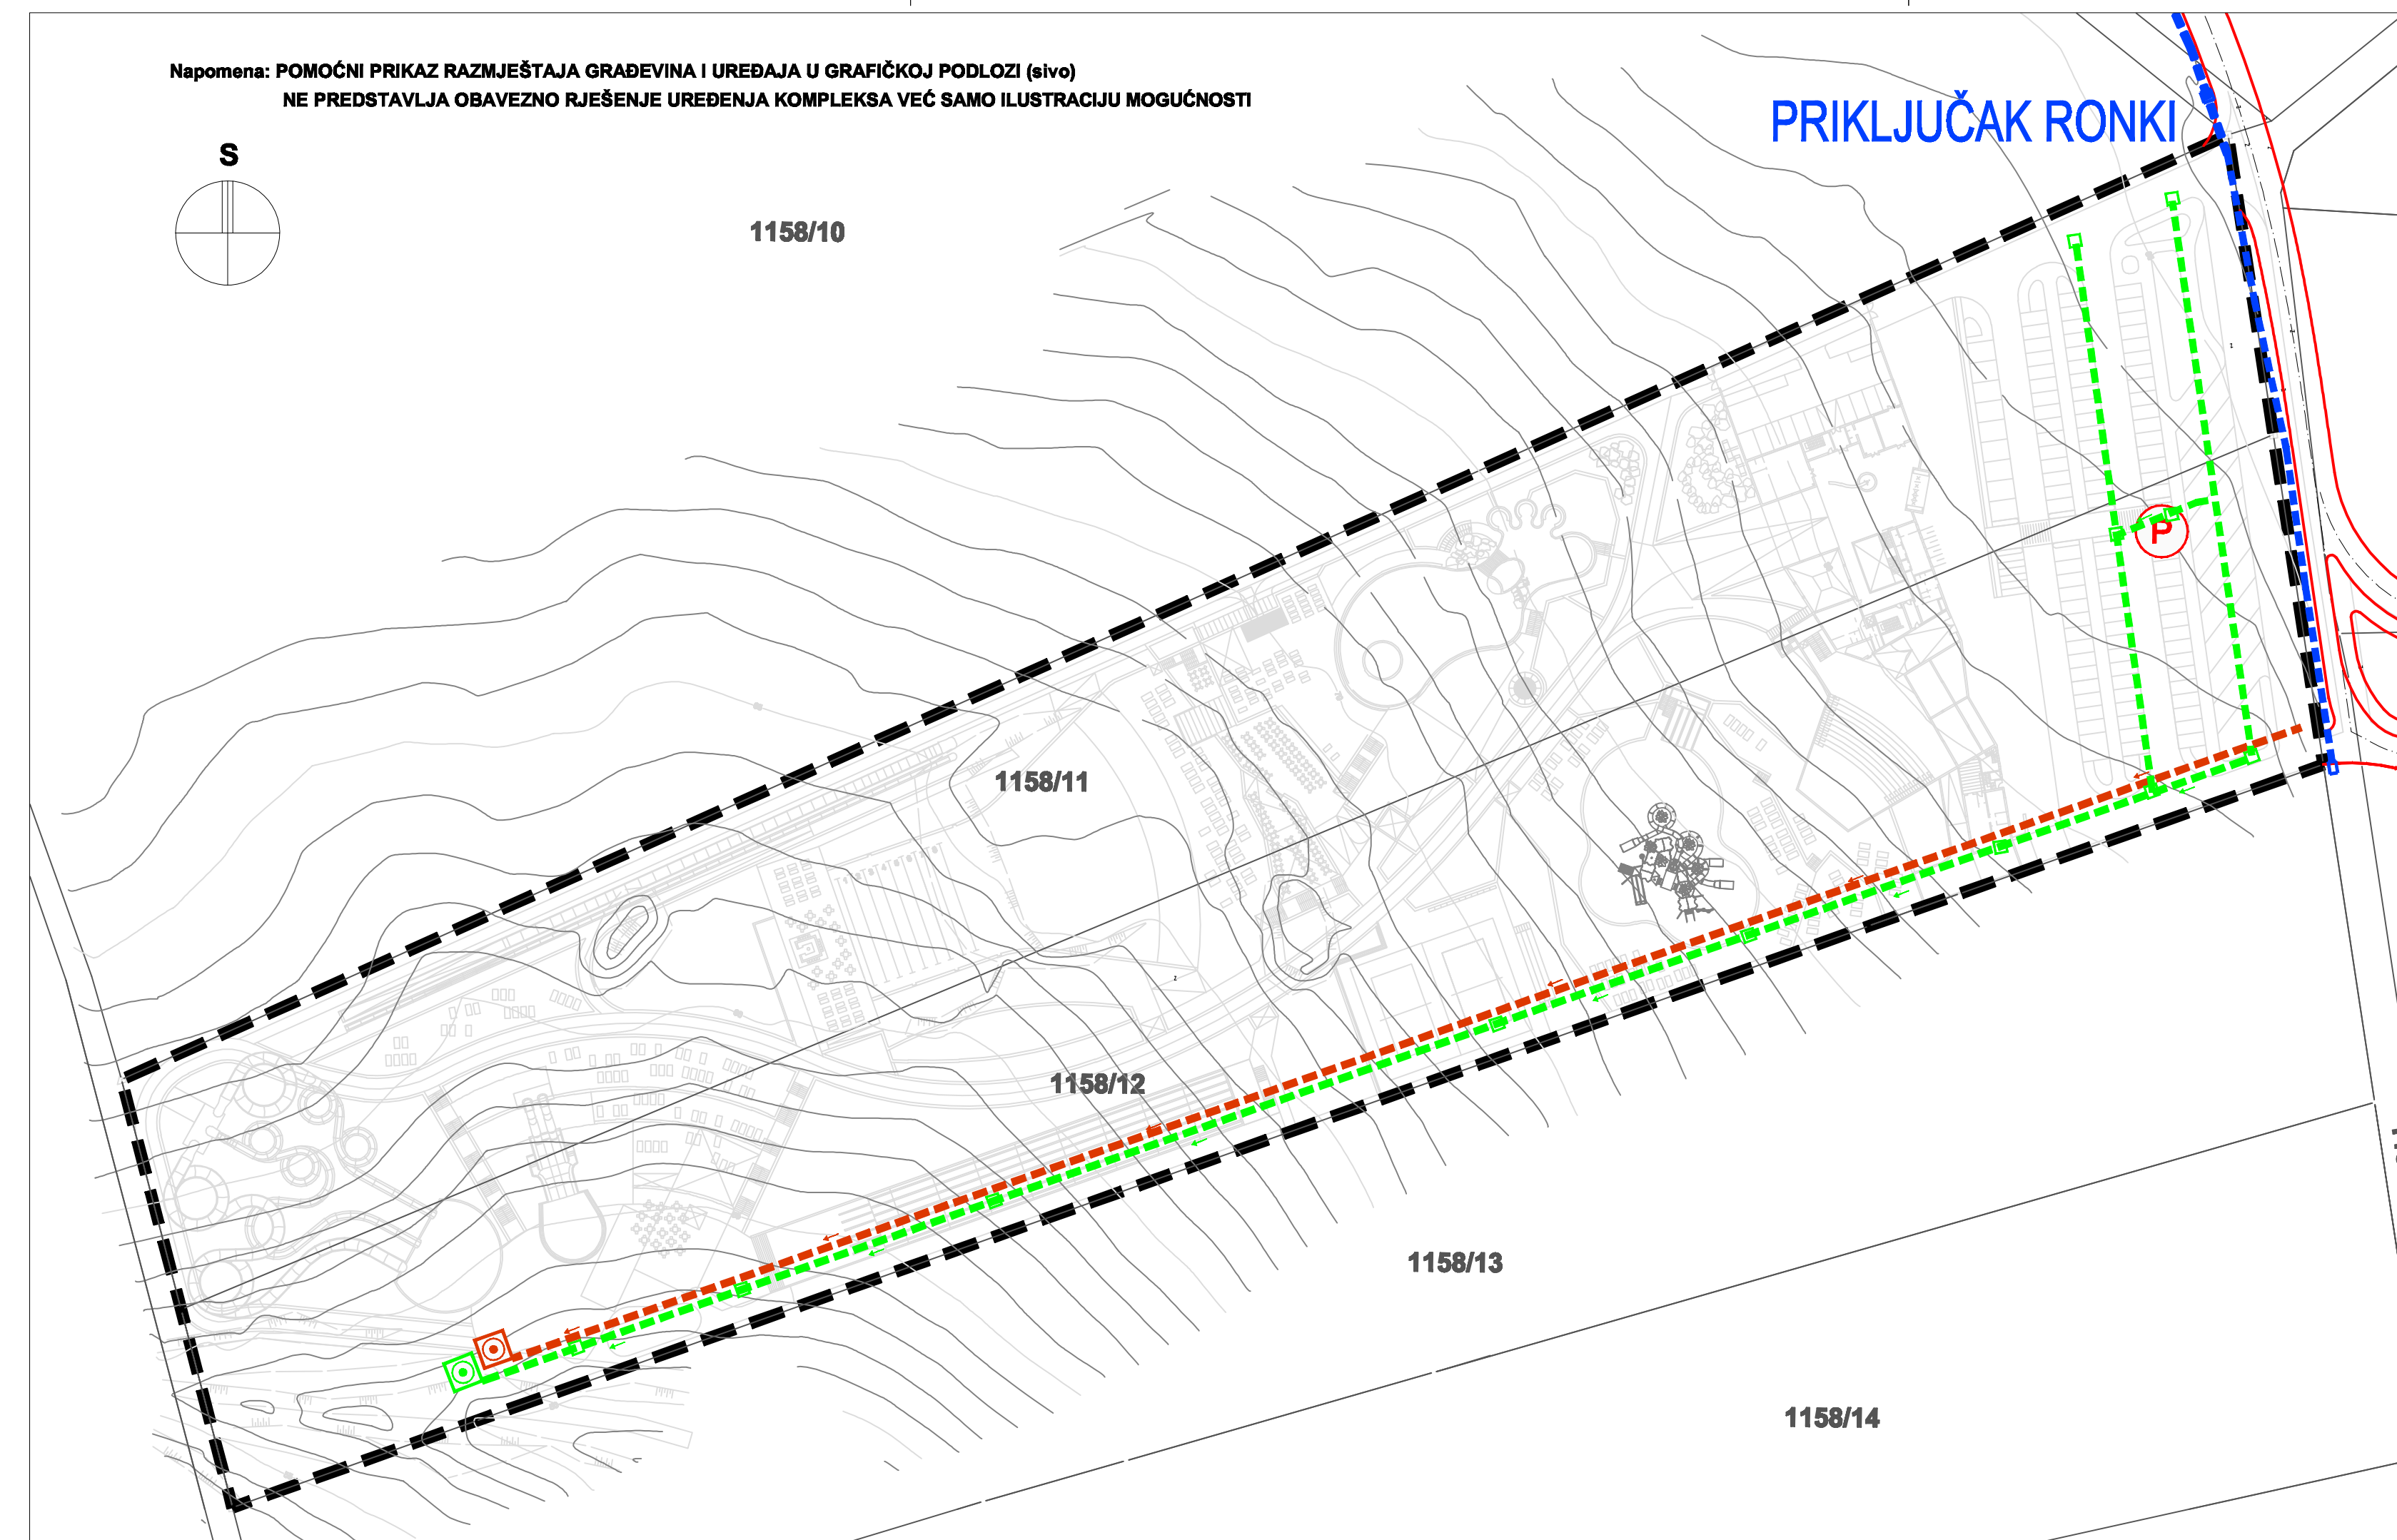 Napomena: POMOĆNI PRIKAZ RAZMJEŠTAJA GRAĐEVINA I UREĐAJA U GRAFIČKOJ PODLOZI (sivo)
NE PREDSTAVLJA OBAVEZNO RJEŠENJE UREĐENJA KOMPLEKSA VEĆ SAMO ILUSTRACIJU MOGUĆNOSTI
PRIKLJUČAK RONKI
S
1158/10
P
1158/11
1158/12
1158/13
1158/14